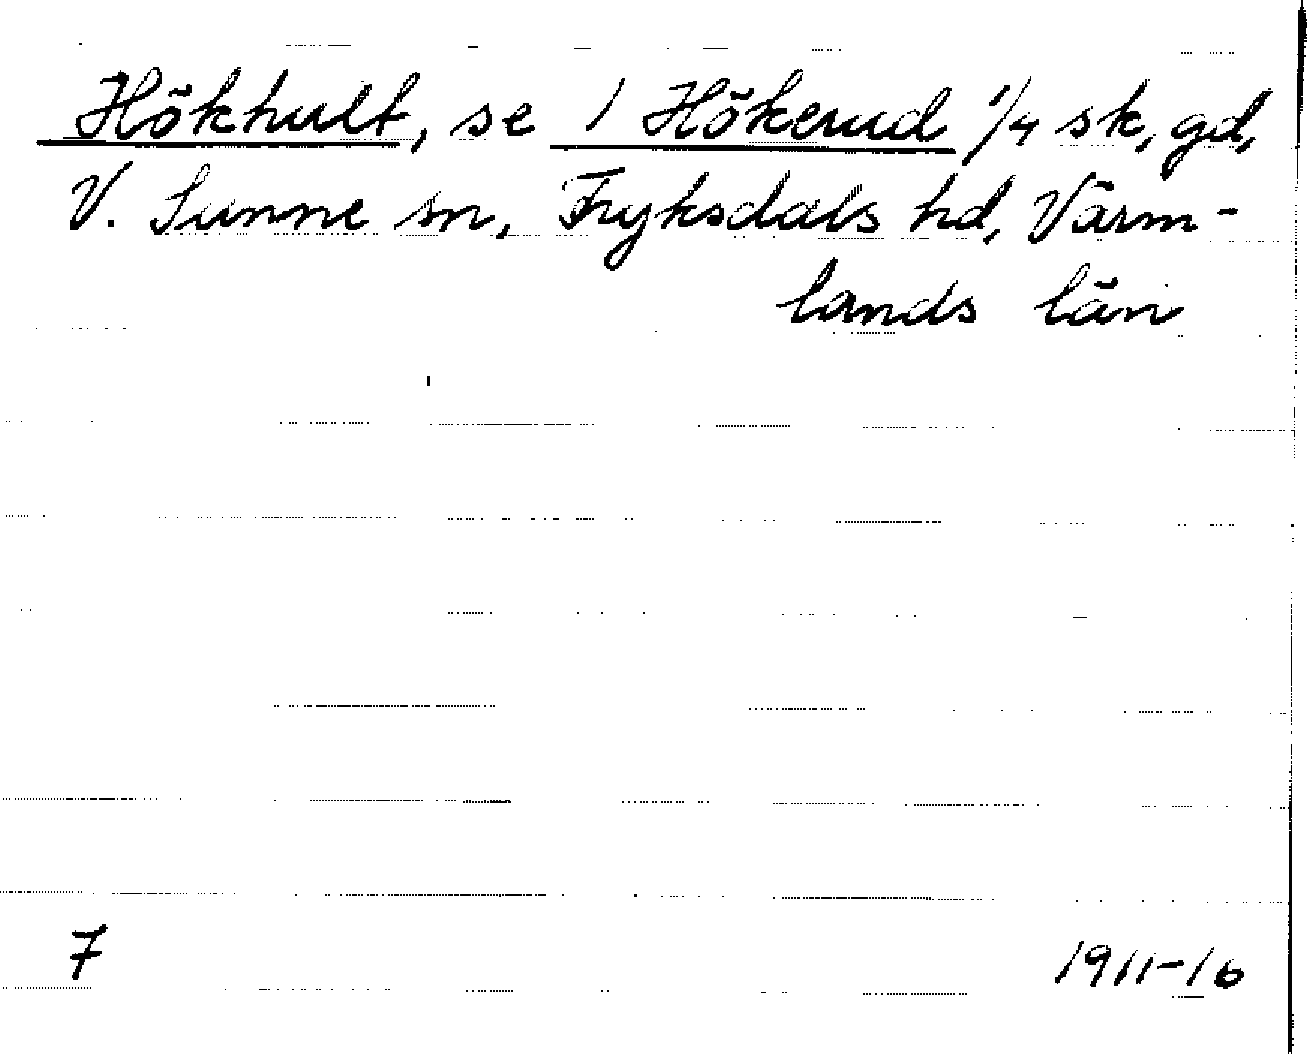 Hökhult, se 1 Hökerud 1/4 sk, gd,
V. Sunne sn, Fryksdals hd, Värm-
lands län
7
1911-16